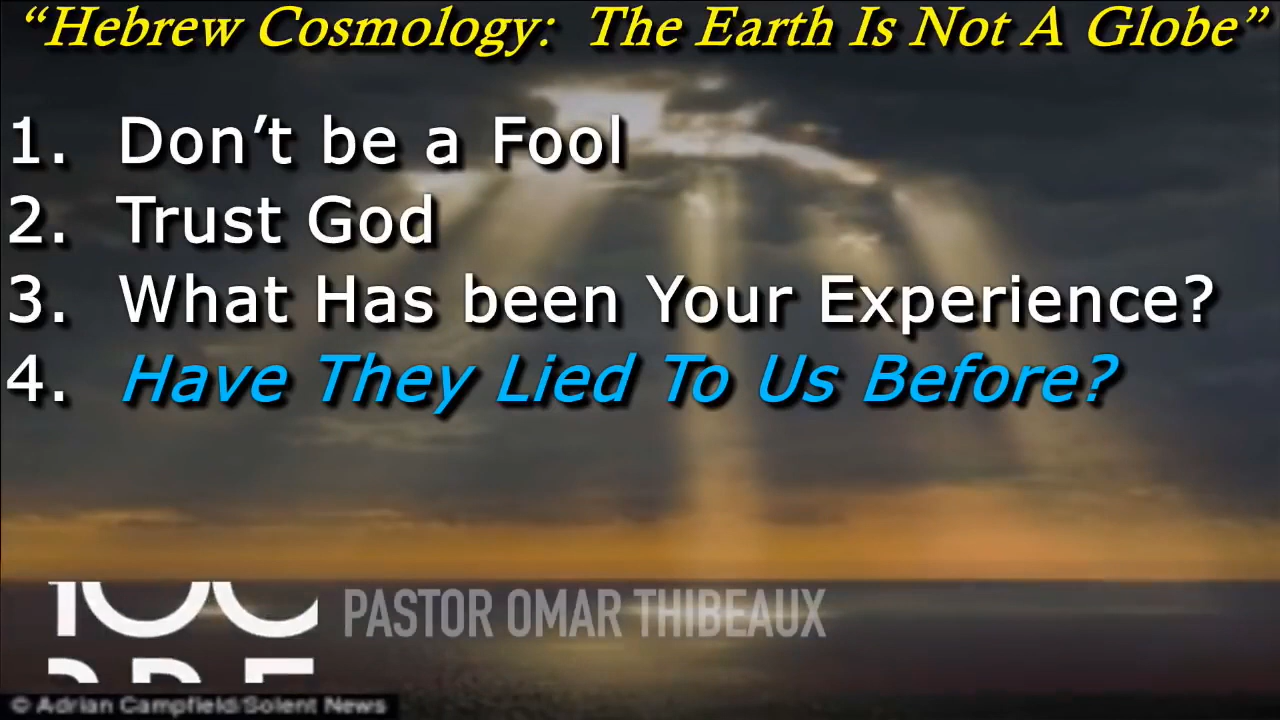 “Hebrew Cosmology: The Earth Is Not A Globe”
1. Don’t be a Fool
2. Trust God
3. What Has been Your Experience?
4. Have They Lied To Us Before?
PASTOR OMAR THIBEAUX
© Adrian Campfield/Solent News